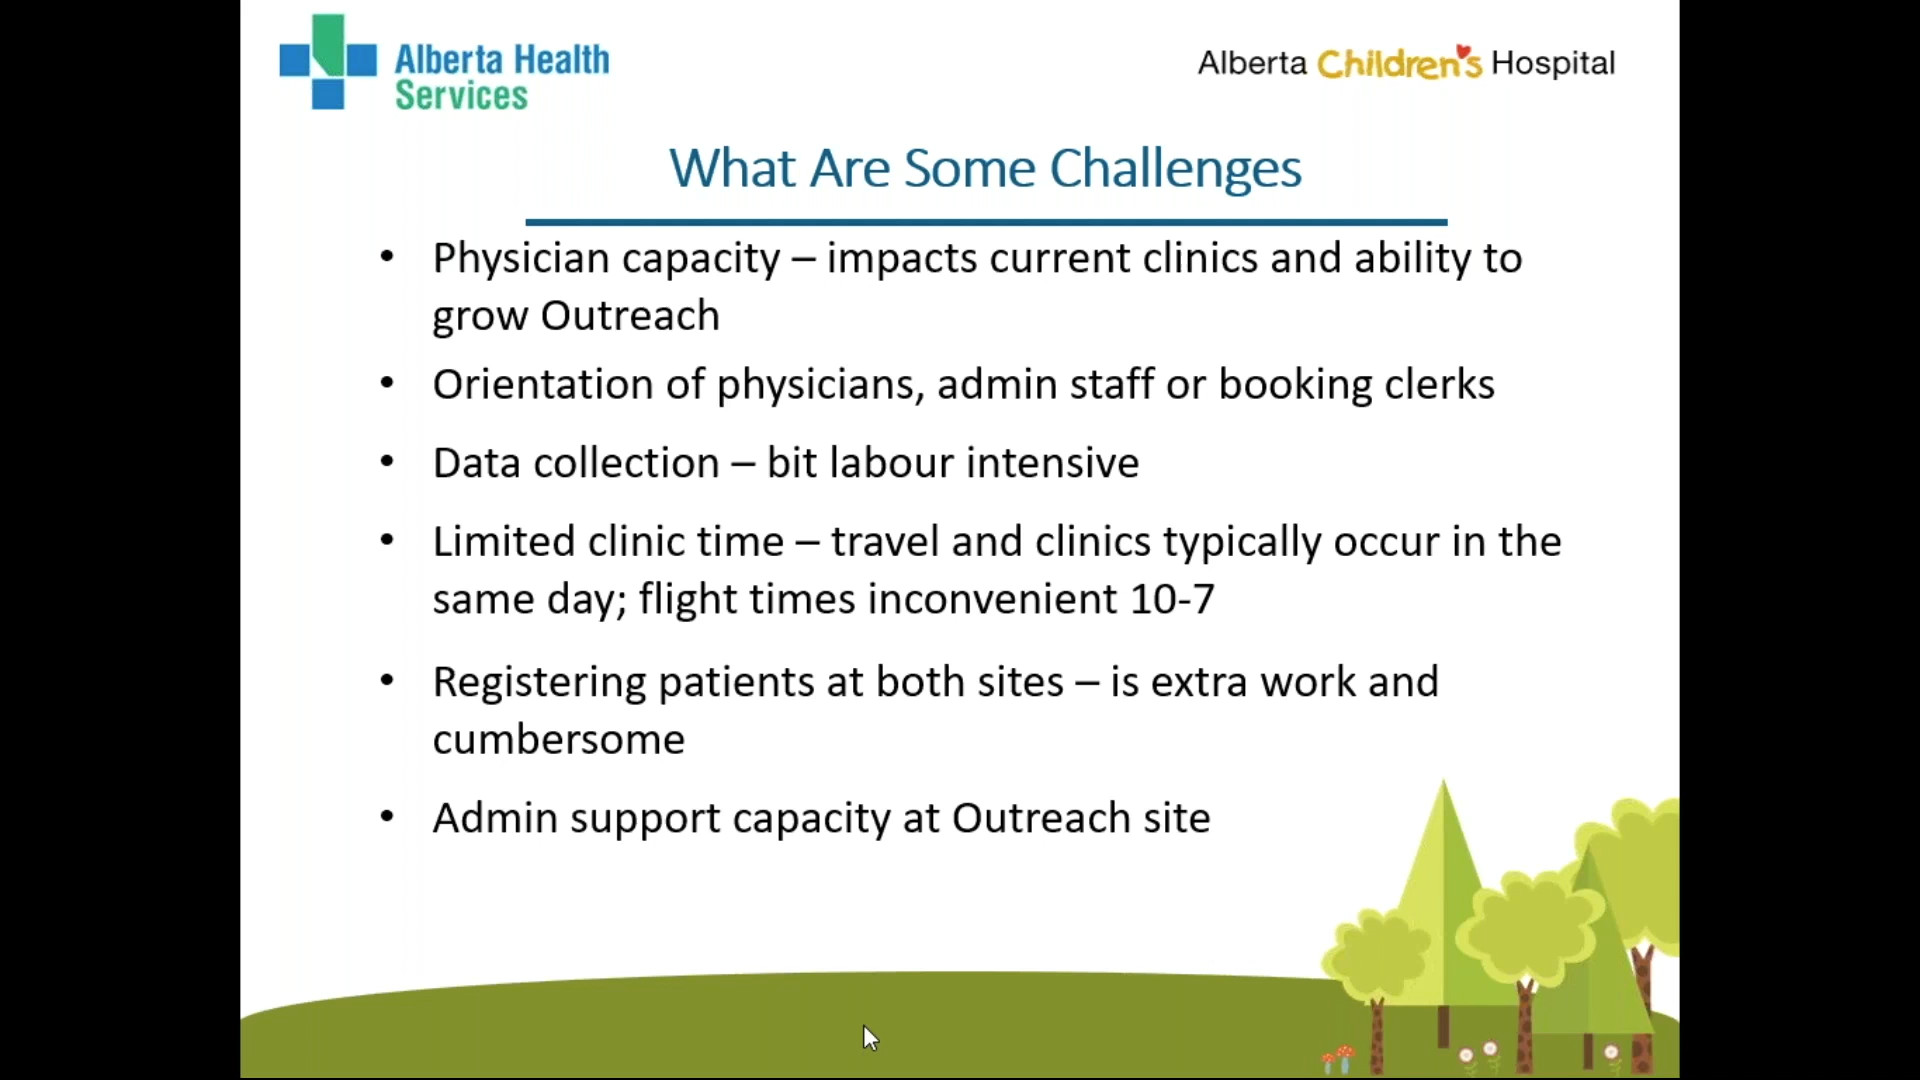 Alberta Health
Services
Alberta Children's Hospital
What Are Some Challenges
• Physician capacity – impacts current clinics and ability to
grow Outreach
• Orientation of physicians, admin staff or booking clerks
• Data collection – bit labour intensive
• Limited clinic time – travel and clinics typically occur in the
same day; flight times inconvenient 10-7
• Registering patients at both sites – is extra work and
cumbersome
• Admin support capacity at Outreach site